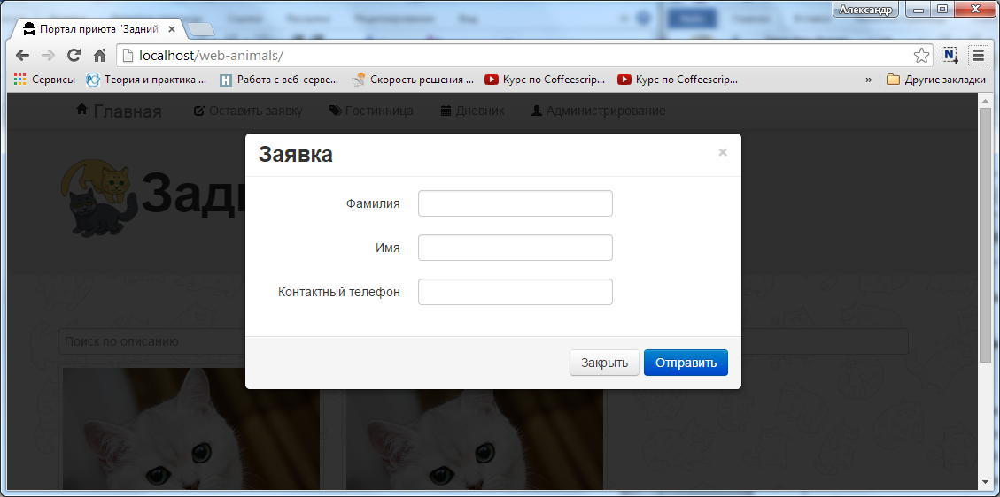 Александр
Портал приюта "Задний
localhost/web-animals/
Сервисы
Теория и практика ...
Работа с веб-серве...
Скорость решения ...
Курс по Coffeescrip...
Курс по Coffeescrip...
»
Другие закладки
Главная
Оставить заявку
Гостинница
Дневник
Администрирование
Заявка
×
Задн
Фамилия
Имя
Контактный телефон
Поиск по описанию
Закрыть
Отправить